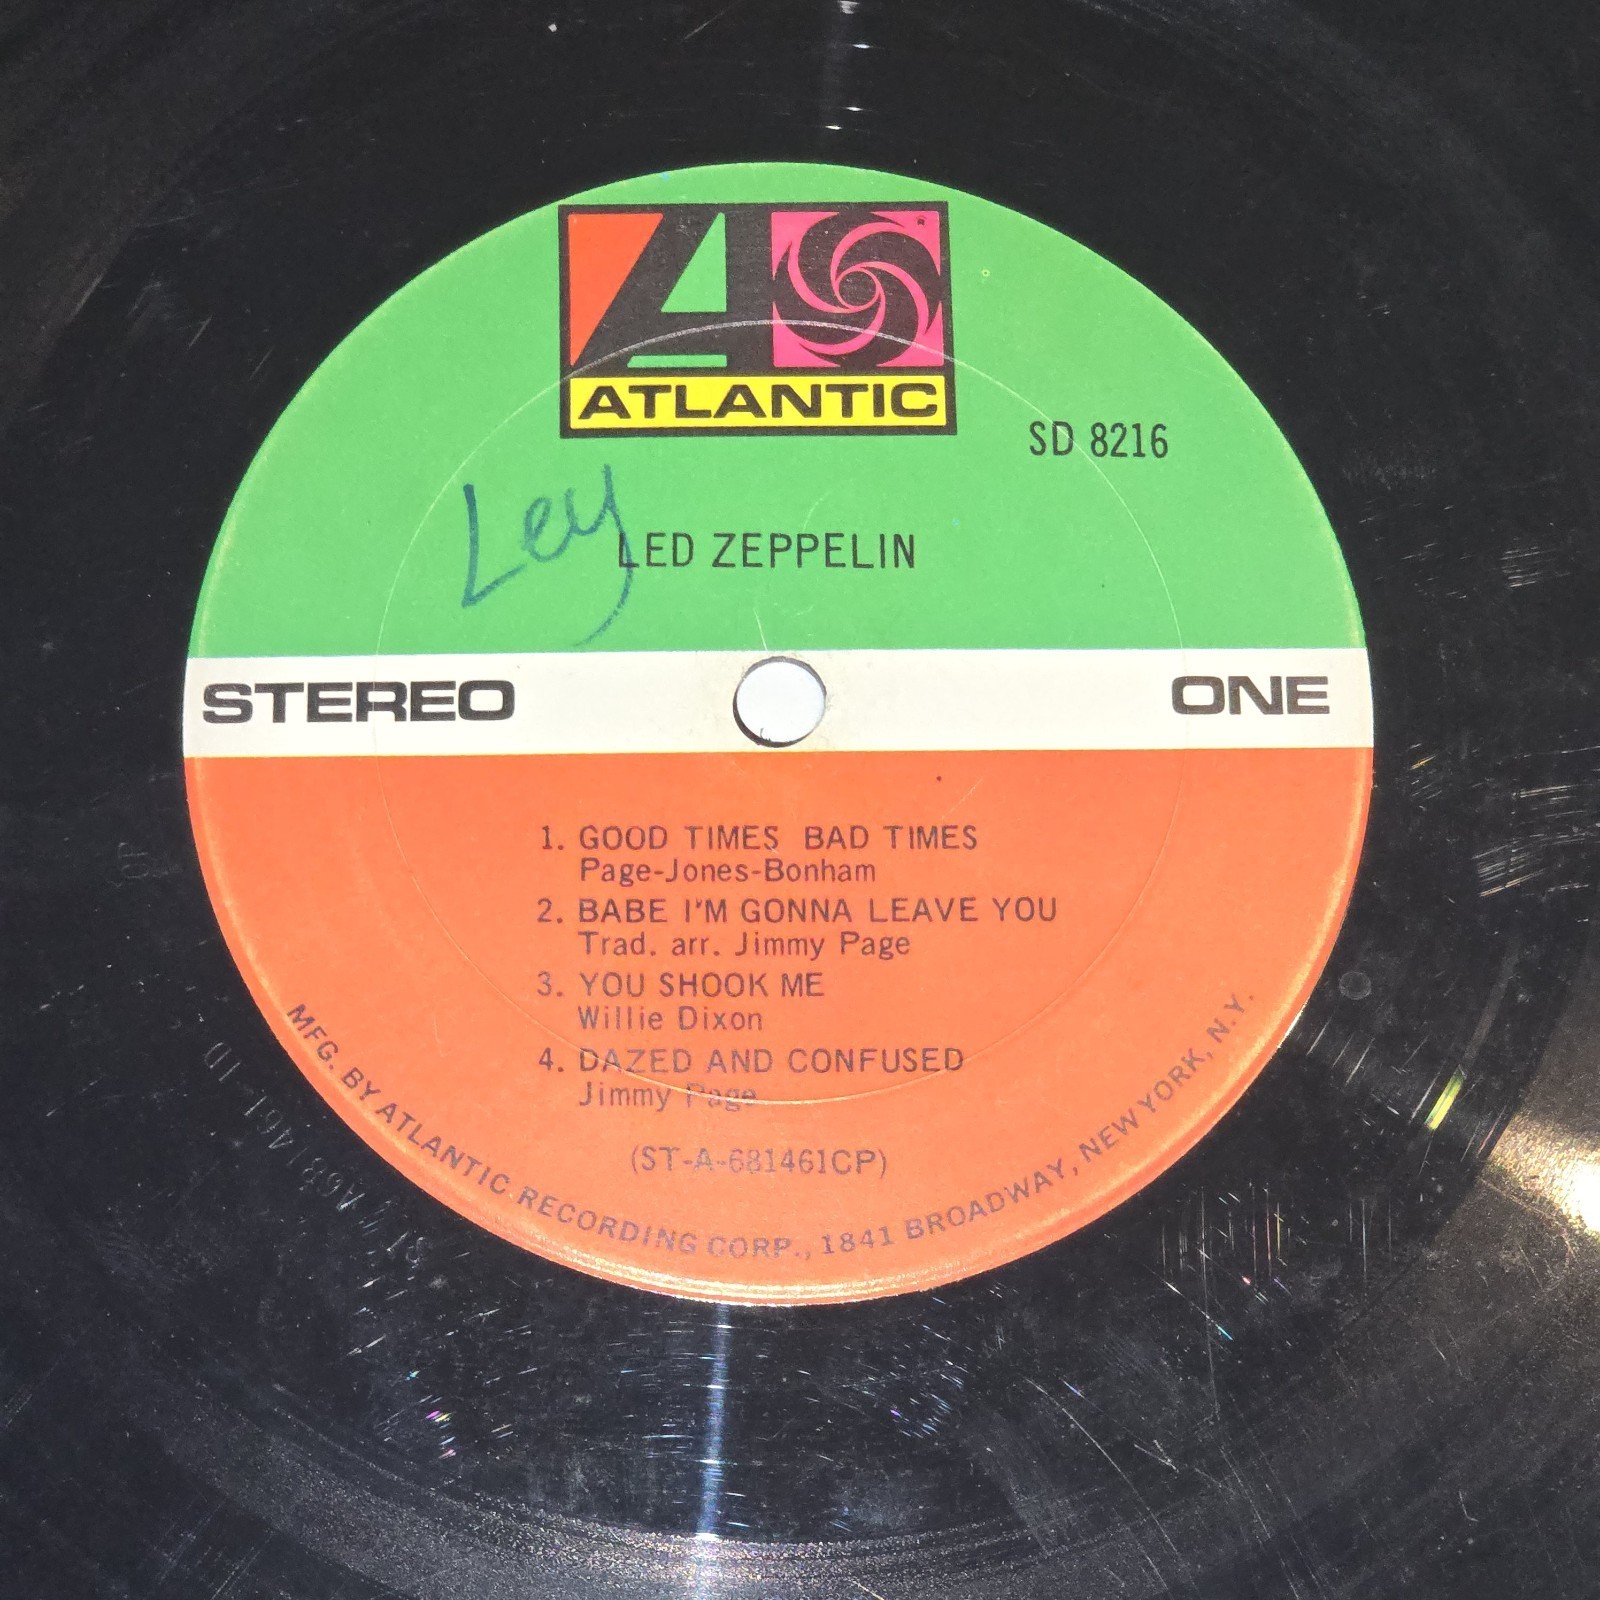 ATLANTIC
SD 8216
Ley
LED ZEPPELIN
STEREO
ONE
1. GOOD TIMES BAD TIMES
Page-Jones-Bonham
2. BABE I'M GONNA LEAVE YOU
Trad. arr. Jimmy Page
3. YOU SHOOK ME
Willie Dixon
4. DAZED AND CONFUSED
Jimmy Page
(ST-A-681461CP)
MFG. BY ATLANTIC RECORDING CORP., 1841 BROADWAY, NEW YORK, N.Y.